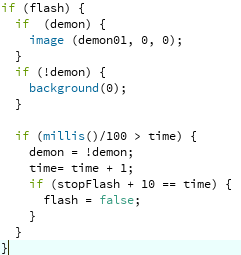 if (flash) {
  if  (demon) {
    image (demon01, 0, 0);
  }
  if (!demon) {
    background(0);
  }

  if (millis()/100 > time) {
    demon = !demon;
    time= time + 1;
    if (stopFlash + 10 == time) {
      flash = false;
    }
  }
}